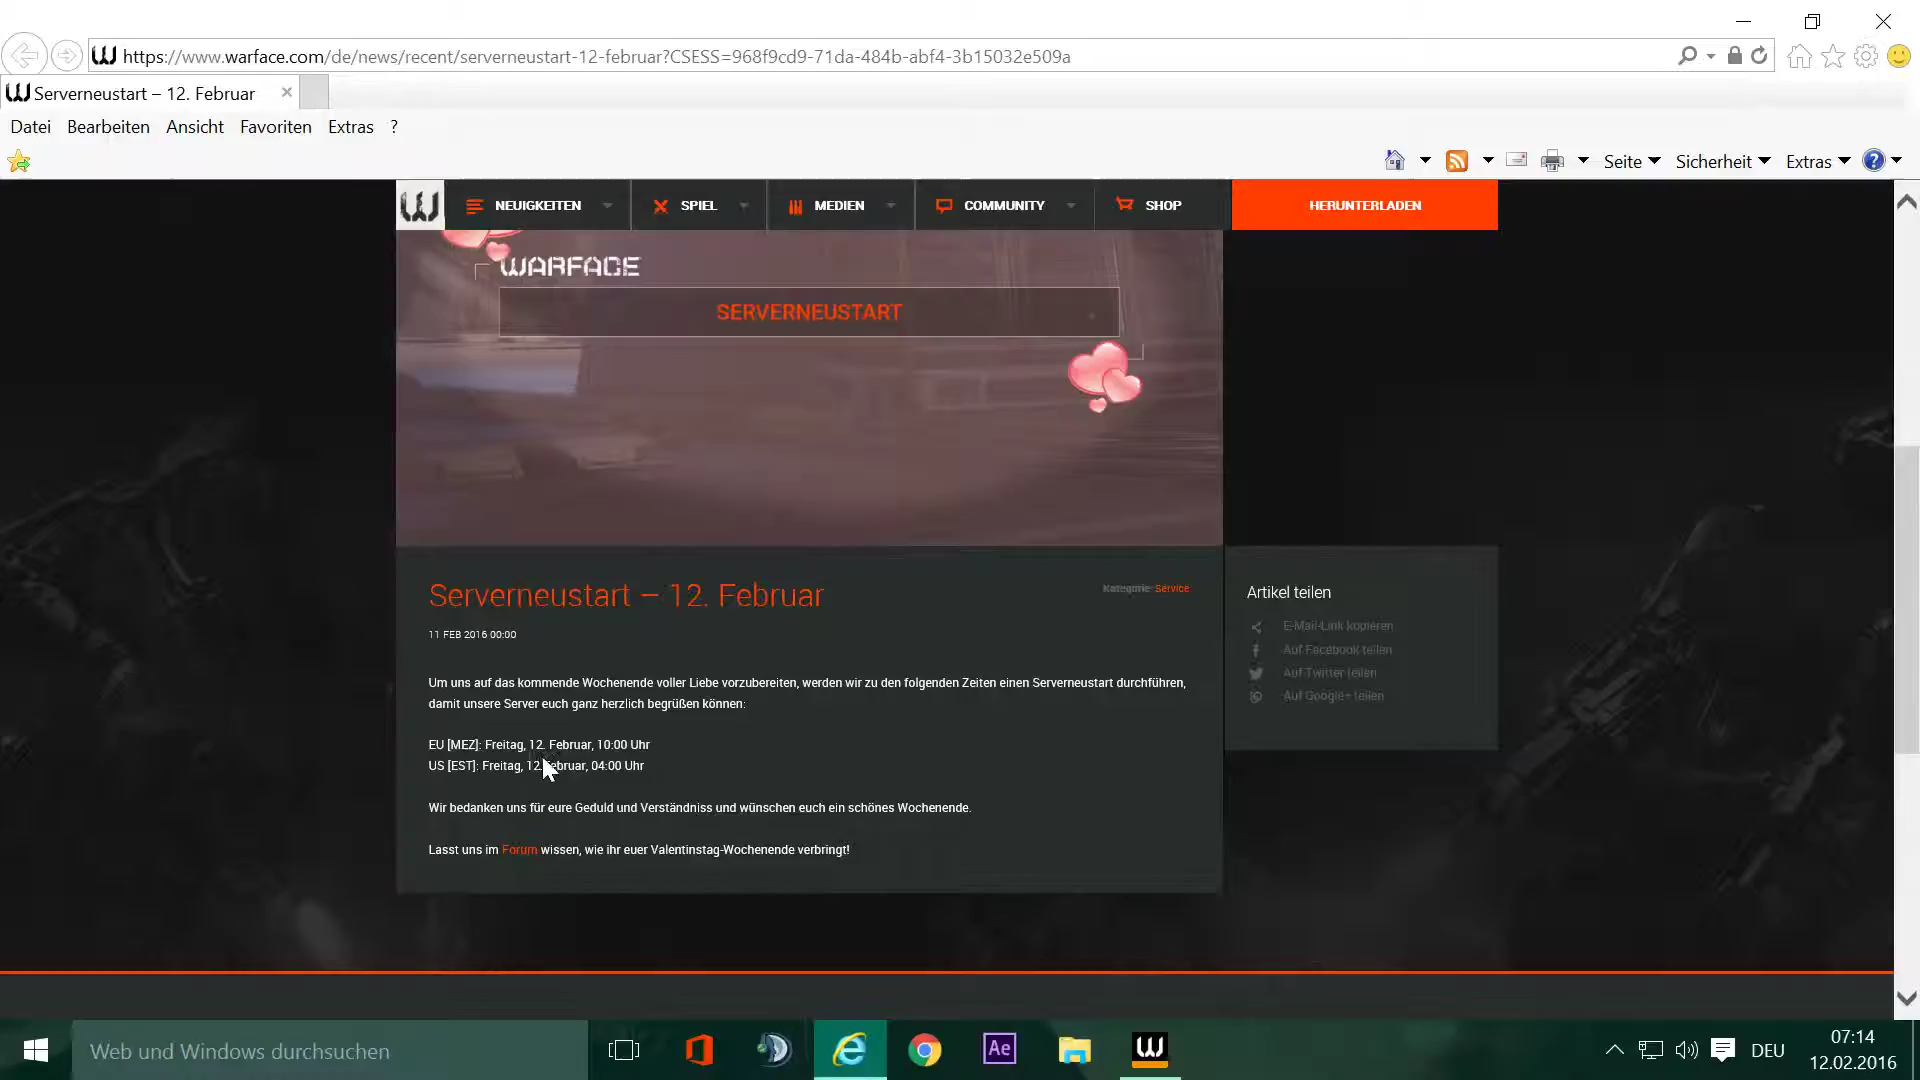 https://www.warface.com/de/news/recent/serverneustart-12-februar?CSESS=968f9cd9-71da-484b-abf4-3b15032e509a
Serverneustart – 12. Februar
Datei Bearbeiten Ansicht Favoriten Extras ?
Seite Sicherheit Extras
NEUIGKEITEN SPIEL MEDIEN COMMUNITY SHOP HERUNTERLADEN
WARFACE
SERVERNEUSTART
Serverneustart – 12. Februar
Kategorie: Service
11 FEB 2016 00:00
Um uns auf das kommende Wochenende voller Liebe vorzubereiten, werden wir zu den folgenden Zeiten einen Serverneustart durchführen,
damit unsere Server euch ganz herzlich begrüßen können:
EU [MEZ]: Freitag, 12. Februar, 10:00 Uhr
US [EST]: Freitag, 12. Februar, 04:00 Uhr
Wir bedanken uns für eure Geduld und Verständniss und wünschen euch ein schönes Wochenende.
Lasst uns im Forum wissen, wie ihr euer Valentinstag-Wochenende verbringt!
Artikel teilen
E-Mail-Link kopieren
Auf Facebook teilen
Auf Twitter teilen
Auf Google+ teilen
Web und Windows durchsuchen
Ae
DEU
07:14
12.02.2016